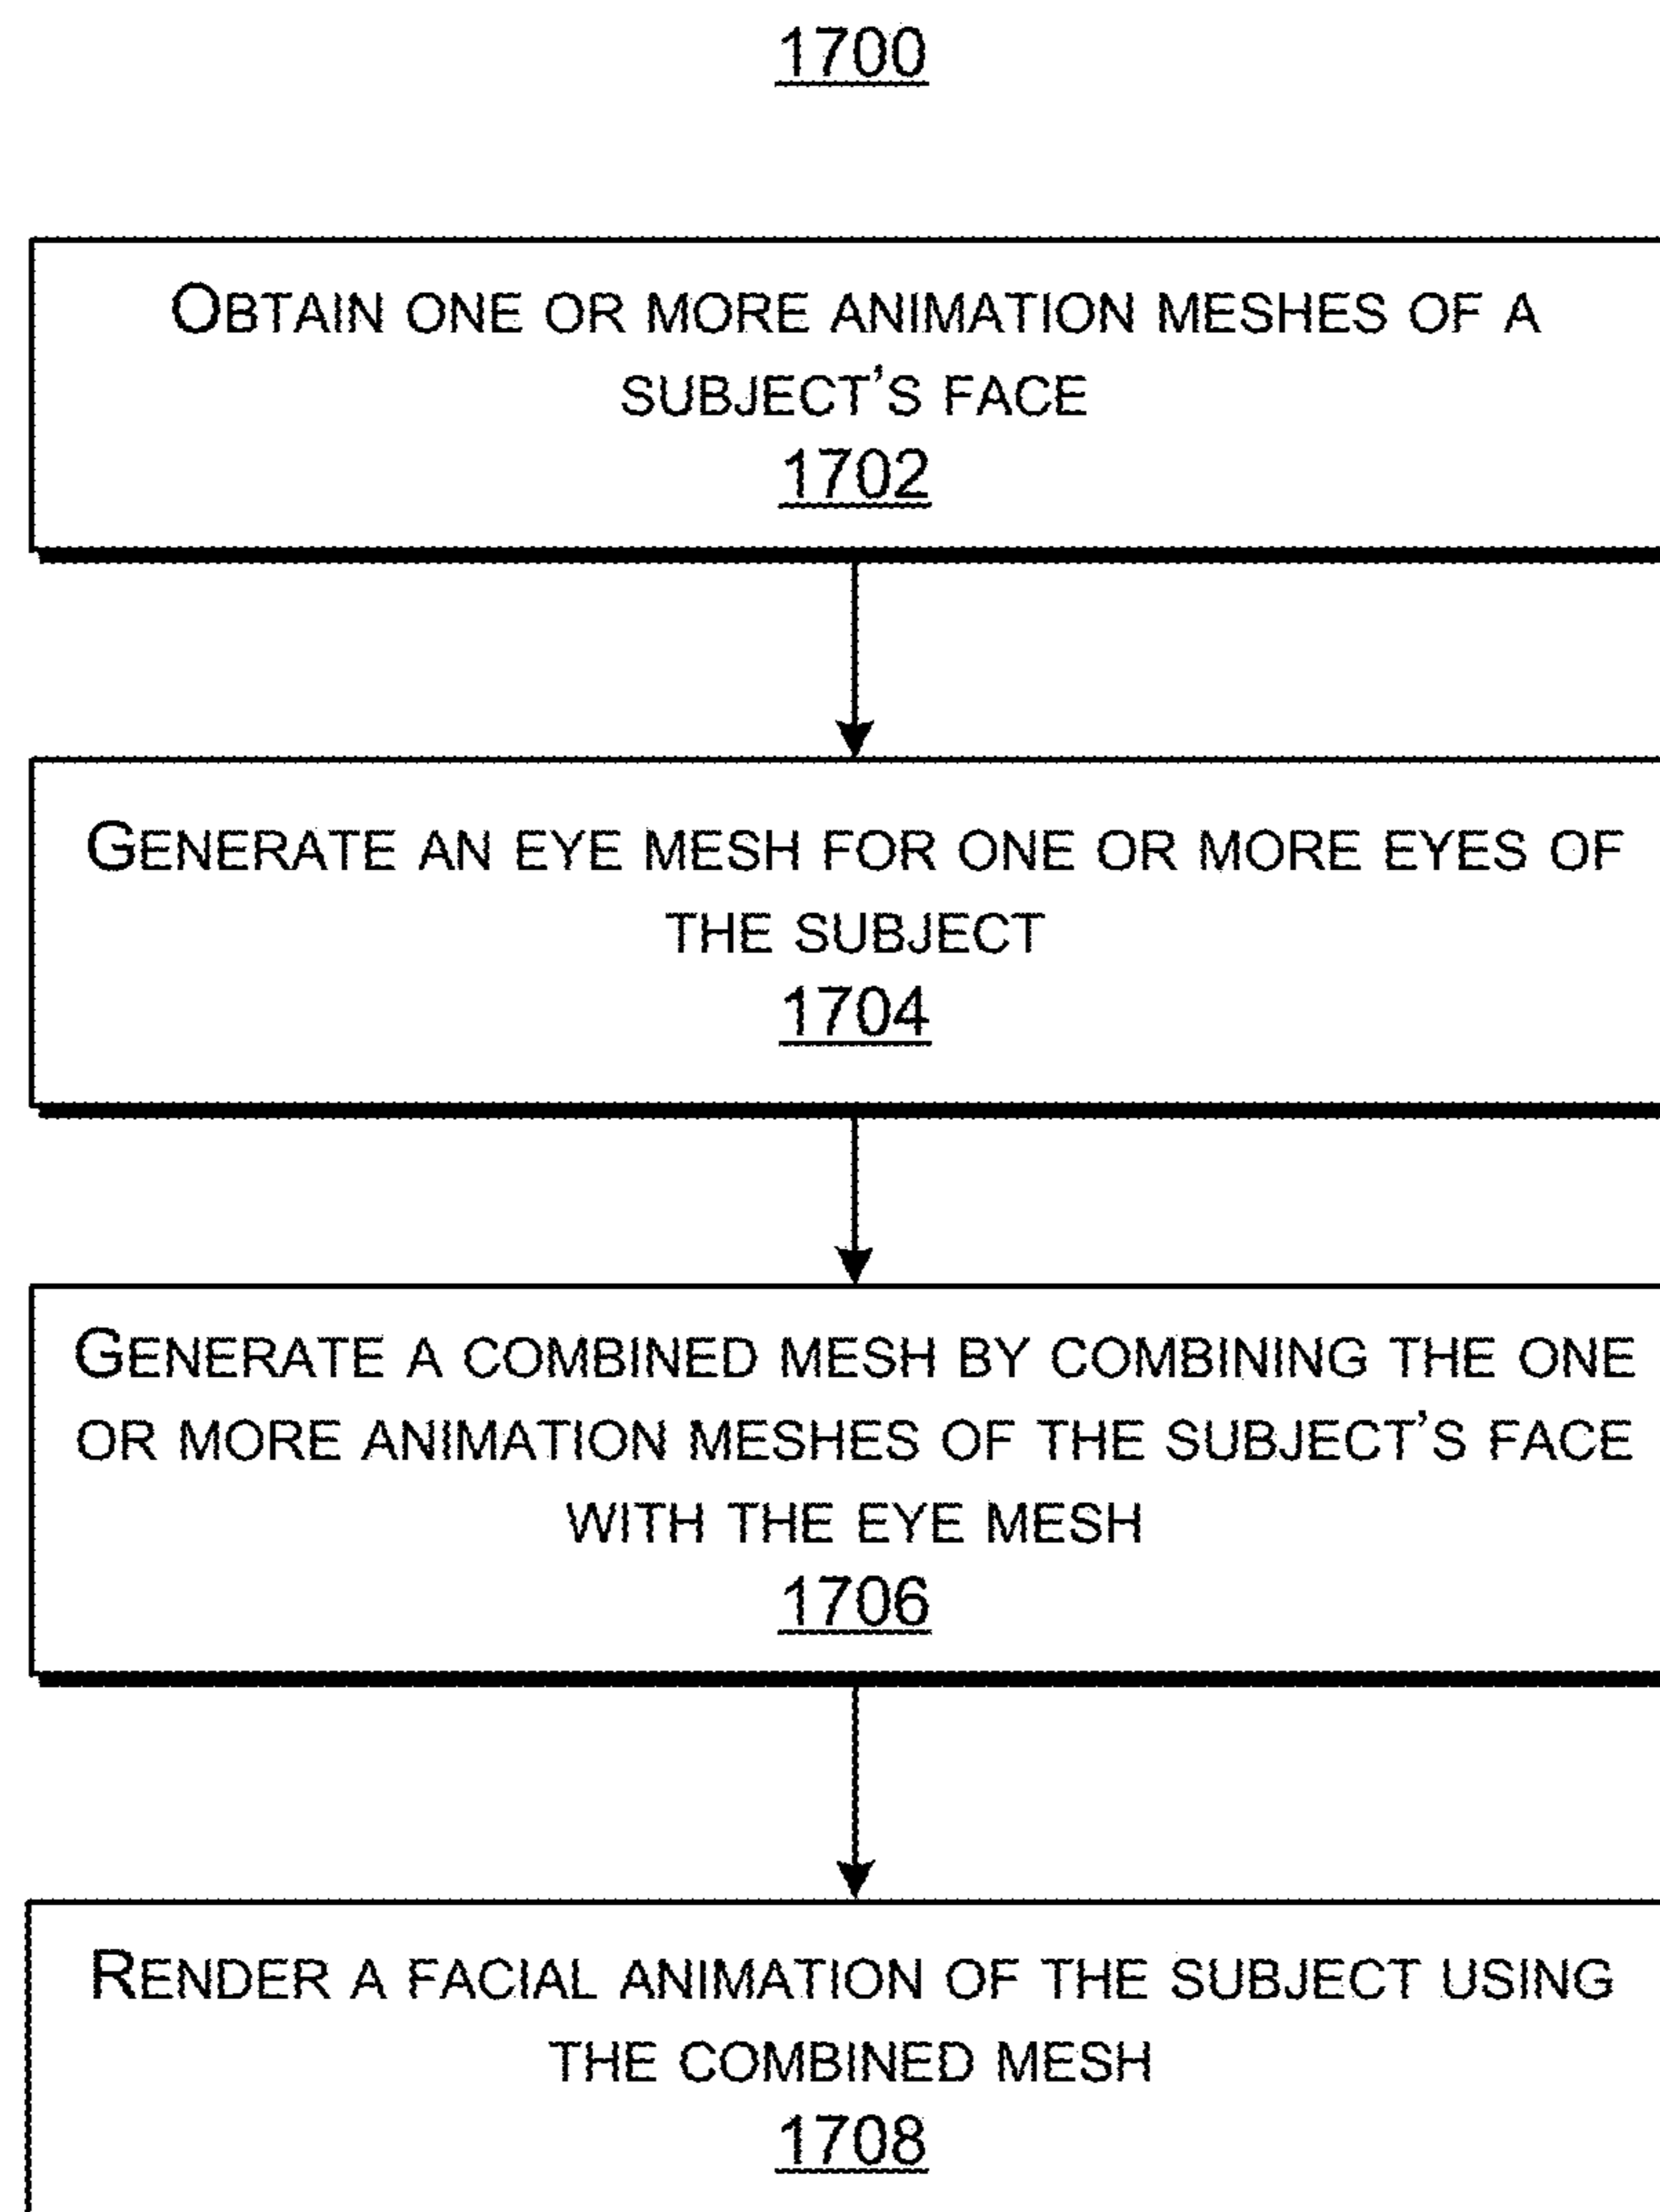 1700
OBTAIN ONE OR MORE ANIMATION MESHES OF A
SUBJECT'S FACE
1702
GENERATE AN EYE MESH FOR ONE OR MORE EYES OF
THE SUBJECT
1704
GENERATE A COMBINED MESH BY COMBINING THE ONE
OR MORE ANIMATION MESHES OF THE SUBJECT'S FACE
WITH THE EYE MESH
1706
RENDER A FACIAL ANIMATION OF THE SUBJECT USING
THE COMBINED MESH
1708